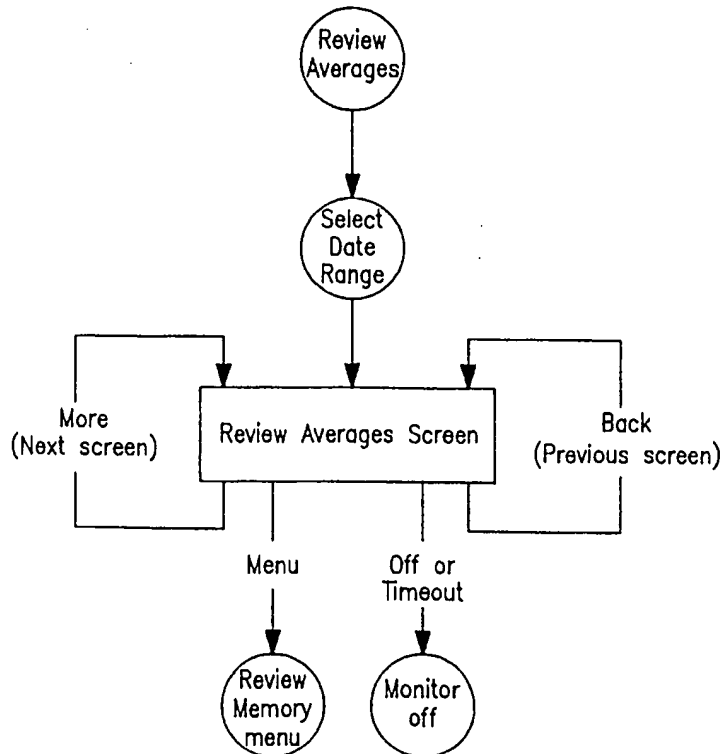 Review
Averages
Select
Date
Range
More
(Next screen)
Review Averages Screen
Back
(Previous screen)
Menu
Off or
Timeout
Review
Memory
menu
Monitor
off